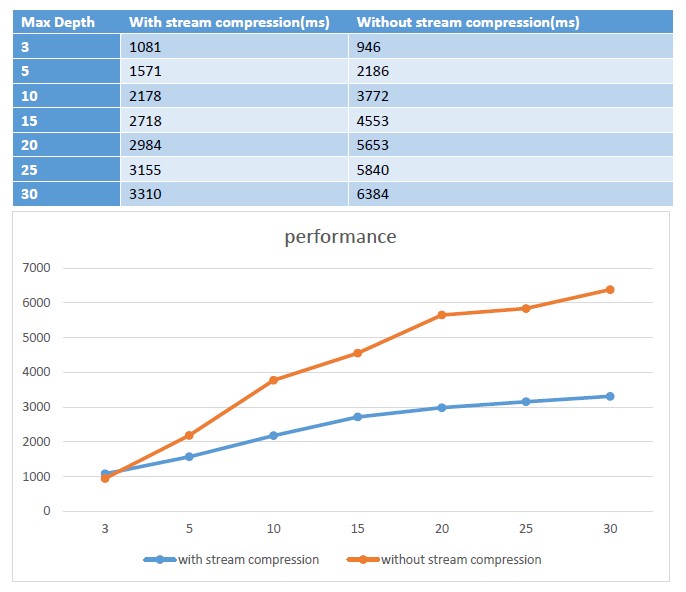 Max Depth With stream compression(ms) Without stream compression(ms)
3 1081 946
5 1571 2186
10 2178 3772
15 2718 4553
20 2984 5653
25 3155 5840
30 3310 6384
performance
7000
6000
5000
4000
3000
2000
1000
0
3 5 10 15 20 25 30
with stream compression without stream compression